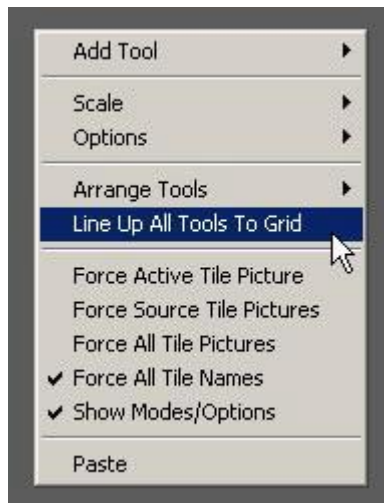 Add Tool
Scale
Options
Arrange Tools
Line Up All Tools To Grid
Force Active Tile Picture
Force Source Tile Pictures
Force All Tile Pictures
Force All Tile Names
Show Modes/Options
Paste